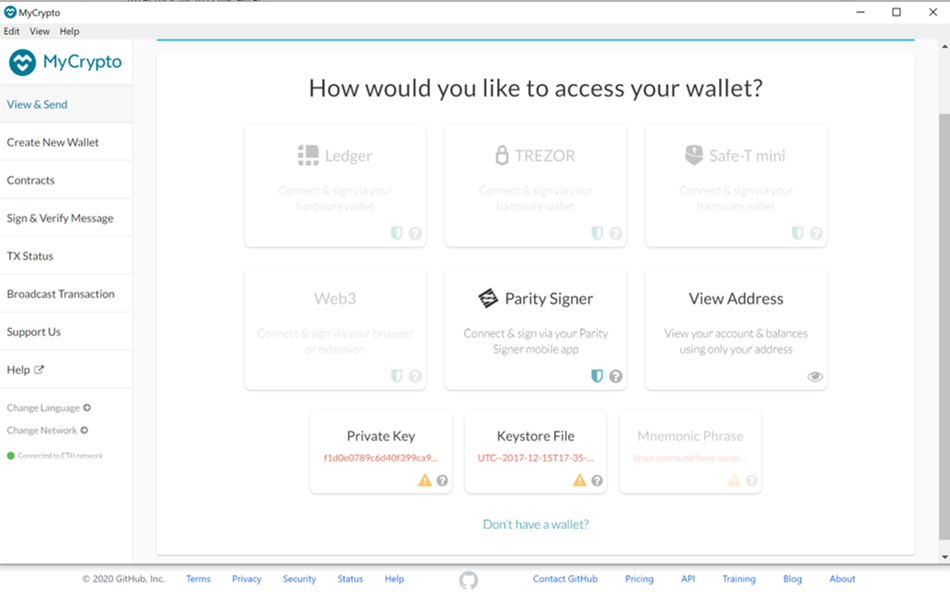 MyCrypto
Edit View Help
MyCrypto
View & Send
Create New Wallet
Contracts
Sign & Verify Message
TX Status
Broadcast Transaction
Support Us
Help
Change Language
Change Network
Connected to ETH network
How would you like to access your wallet?
Ledger
Connect & sign via your
hardware wallet
?
TREZOR
Connect & sign via your
hardware wallet
?
Safe-T mini
Connect & sign via your
hardware wallet
?
Web3
Connect & sign via your browser
or extension
?
Parity Signer
Connect & sign via your Parity
Signer mobile app
?
View Address
View your account & balances
using only your address
Private Key
f1d0e0789c6d40f399ca9...
?
Keystore File
UTC--2017-12-15T17-35-...
?
Mnemonic Phrase
brain surround have swap ...
?
Don't have a wallet?
© 2020 GitHub, Inc. Terms Privacy Security Status Help Contact GitHub Pricing API Training Blog About